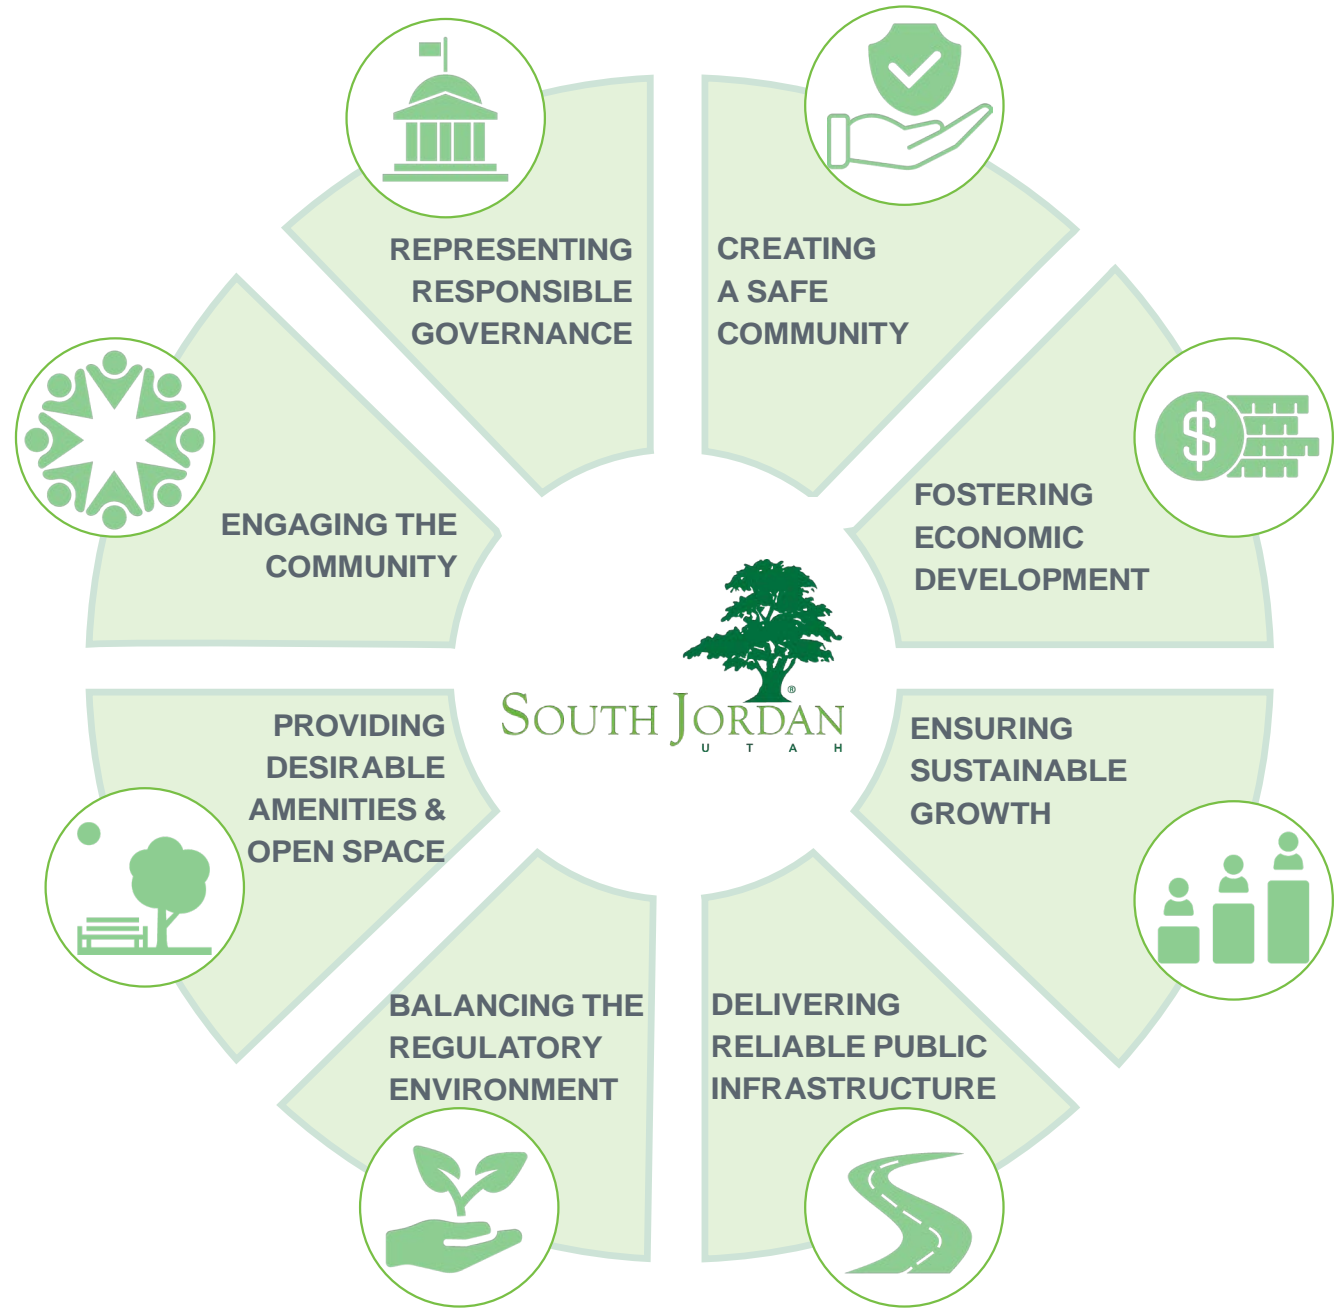 REPRESENTING
RESPONSIBLE
GOVERNANCE
CREATING
A SAFE
COMMUNITY
FOSTERING
ECONOMIC
DEVELOPMENT
ENSURING
SUSTAINABLE
GROWTH
DELIVERING
RELIABLE PUBLIC
INFRASTRUCTURE
BALANCING THE
REGULATORY
ENVIRONMENT
PROVIDING
DESIRABLE
AMENITIES &
OPEN SPACE
ENGAGING THE
COMMUNITY
$
SOUTH JORDAN®
UTAH